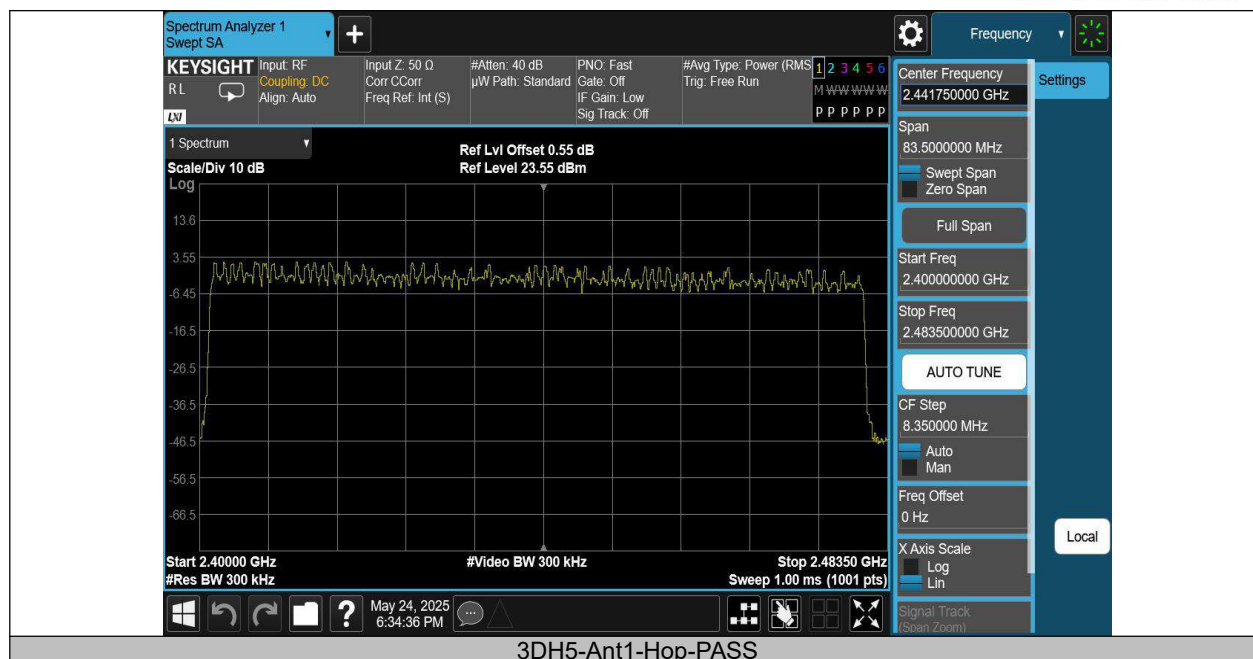 Spectrum Analyzer 1
Swept SA
Frequency
KEYSIGHT
R L
LXI
Input: RF
Coupling: DC
Align: Auto
Input Z: 50 Ω
Corr CCorr
Freq Ref: Int (S)
#Atten: 40 dB
µW Path: Standard
PNO: Fast
Gate: Off
IF Gain: Low
Sig Track: Off
#Avg Type: Power (RMS
Trig: Free Run
1 2 3 4 5 6
M W W W W W
P P P P P P
1 Spectrum
Scale/Div 10 dB
Ref Lvl Offset 0.55 dB
Ref Level 23.55 dBm
Log
13.6
3.55
-6.45
-16.5
-26.5
-36.5
-46.5
-56.5
-66.5
Start 2.40000 GHz
#Video BW 300 kHz
Stop 2.48350 GHz
#Res BW 300 kHz
Sweep 1.00 ms (1001 pts)
?
May 24, 2025
6:34:36 PM
Center Frequency
2.441750000 GHz
Settings
Span
83.5000000 MHz
Swept Span
Zero Span
Full Span
Start Freq
2.400000000 GHz
Stop Freq
2.483500000 GHz
AUTO TUNE
CF Step
8.350000 MHz
Auto
Man
Freq Offset
0 Hz
X Axis Scale
Log
Lin
Local
Signal Track
(Span Zoom)
3DH5-Ant1-Hop-PASS